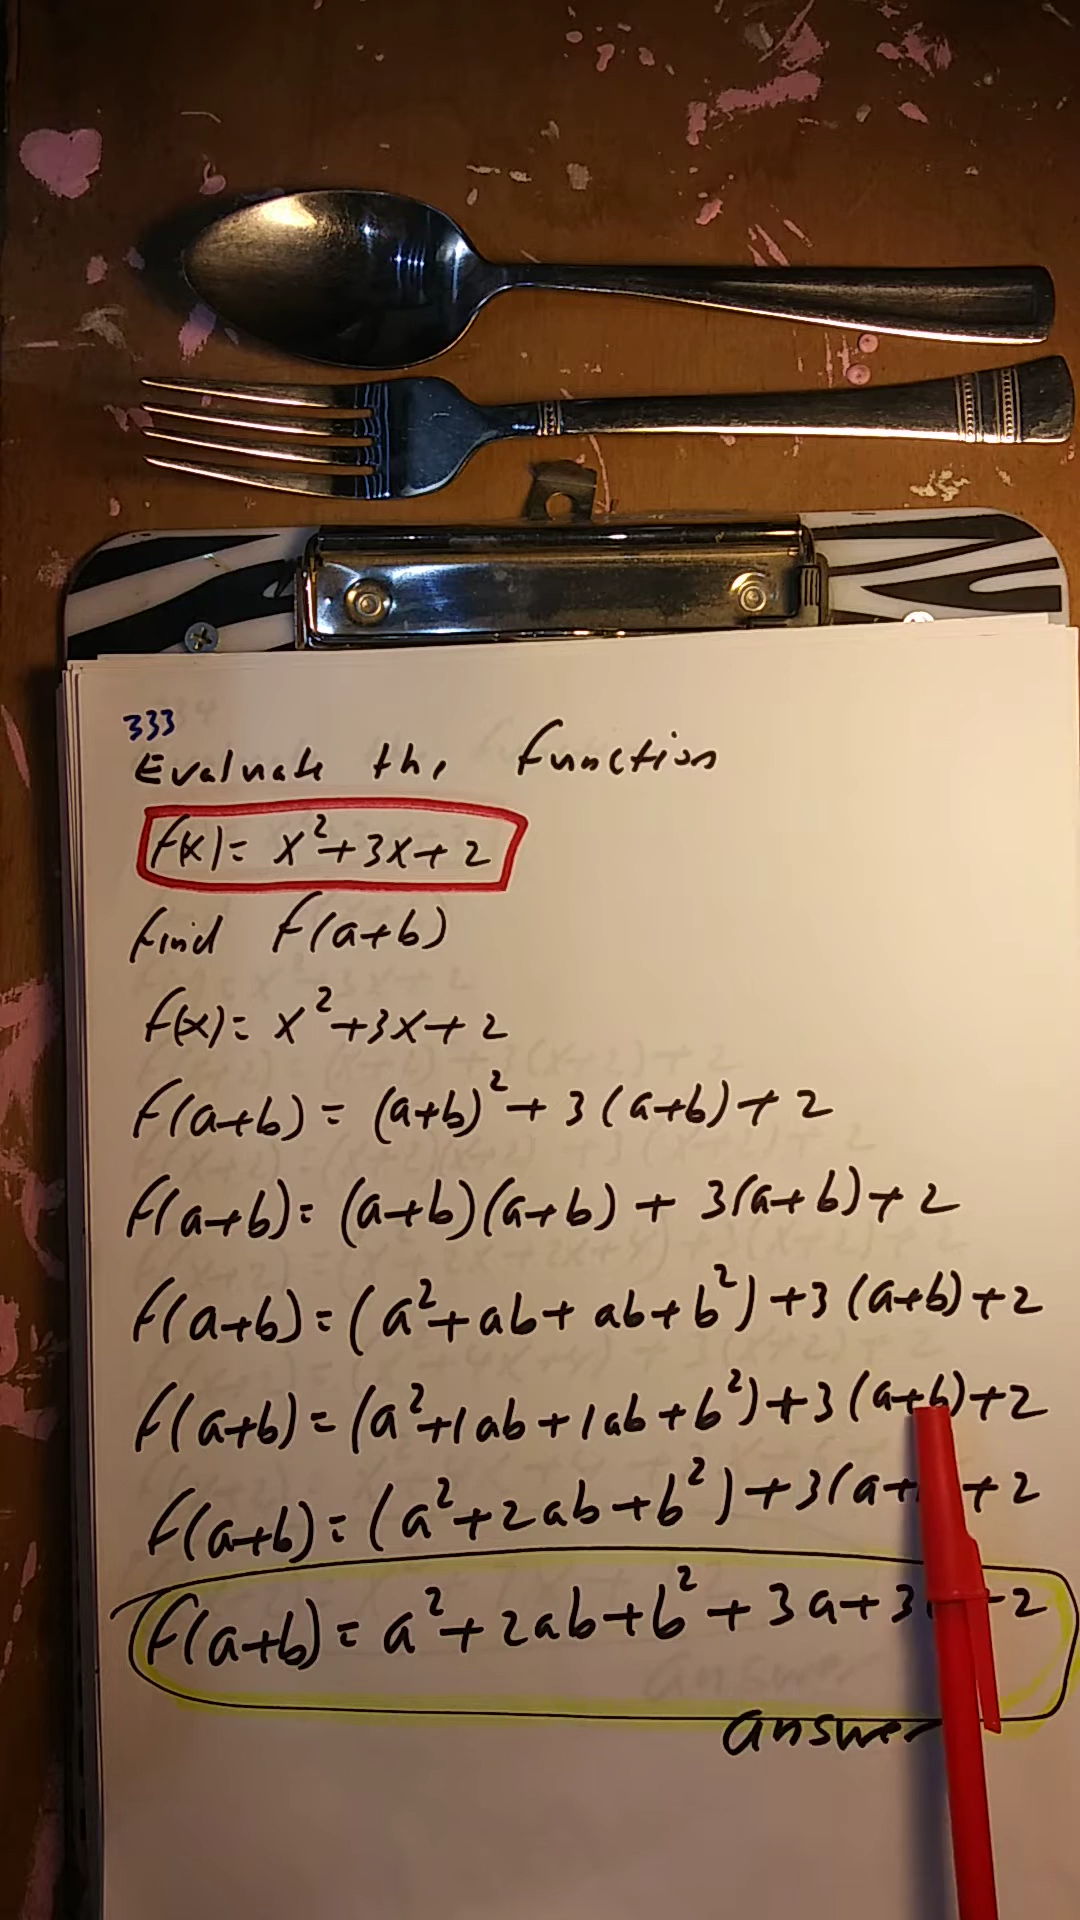 333
Evaluate the function
f(x) = x² + 3x + 2
find f(a+b)
f(x) = x² + 3x + 2
f(a+b) = (a+b)² + 3(a+b) + 2
f(a+b) = (a+b)(a+b) + 3(a+b) + 2
f(a+b) = (a² + ab + ab + b²) + 3(a+b) + 2
f(a+b) = (a² + 1ab + 1ab + b²) + 3(a+b) + 2
f(a+b) = (a² + 2ab + b²) + 3(a+ + 2
f(a+b) = a² + 2ab + b² + 3a + 3 2
answer